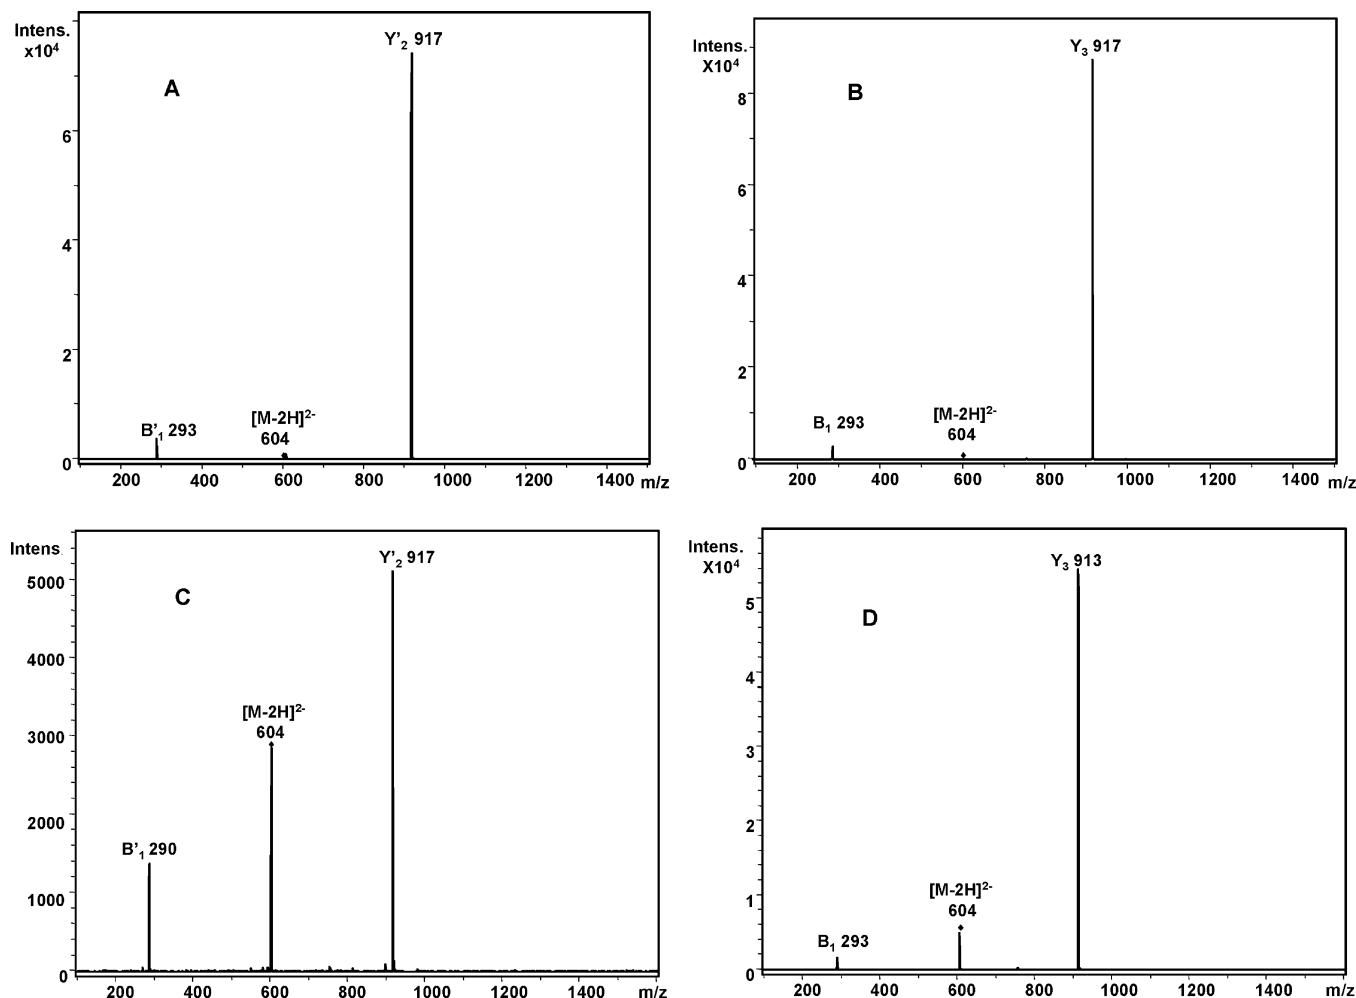 Intens.
x10⁴
A
Y'₂ 917
6
4
2
0
B'₁ 293
[M-2H]²⁻
604
200 400 600 800 1000 1200 1400 m/z
Intens.
X10⁴
B
Y₃ 917
8
6
4
2
0
B₁ 293
[M-2H]²⁻
604
200 400 600 800 1000 1200 1400 m/z
Intens
C
Y'₂ 917
5000
4000
3000
2000
1000
0
[M-2H]²⁻
604
B'₁ 290
200 400 600 800 1000 1200 1400 m/z
Intens.
X10⁴
D
Y₃ 913
5
4
3
2
1
0
[M-2H]²⁻
604
B₁ 293
200 400 600 800 1000 1200 1400 m/z